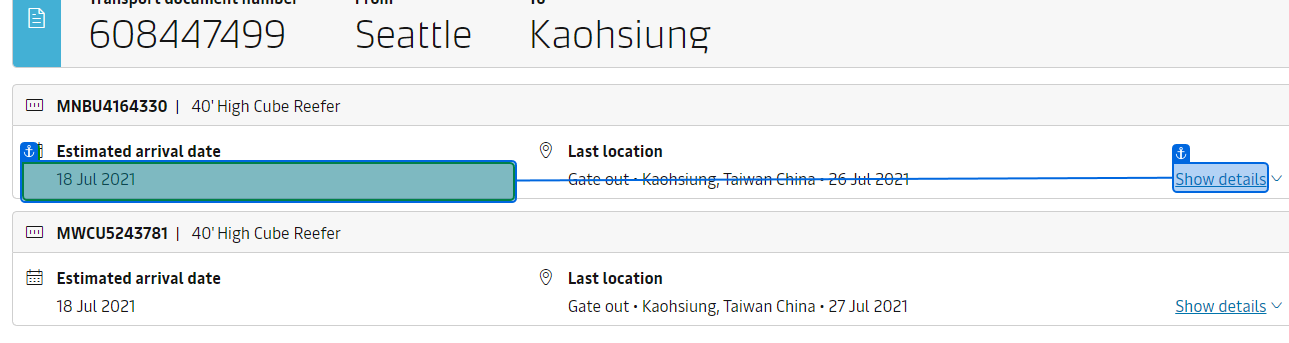 Transport document number From To
608447499 Seattle Kaohsiung
MNBU4164330 | 40' High Cube Reefer
Estimated arrival date Last location
18 Jul 2021 Gate out • Kaohsiung, Taiwan China • 26 Jul 2021 Show details
MWCU5243781 | 40' High Cube Reefer
Estimated arrival date Last location
18 Jul 2021 Gate out • Kaohsiung, Taiwan China • 27 Jul 2021 Show details